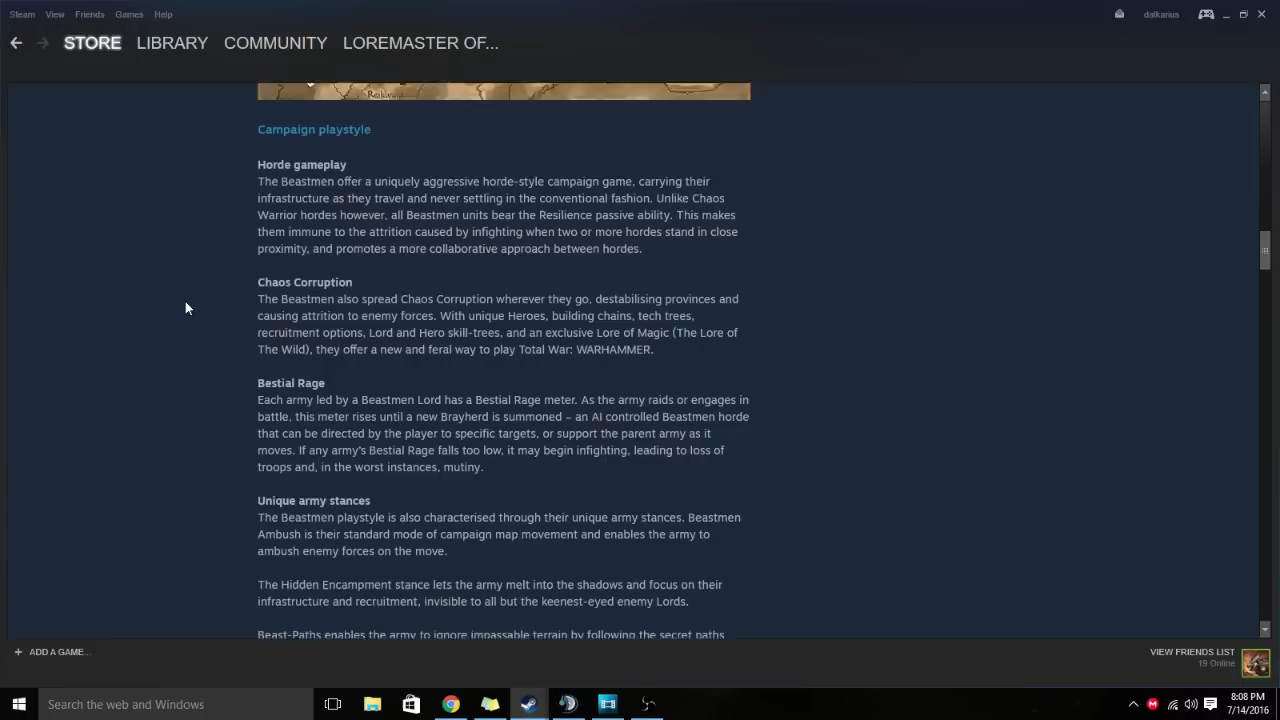 Steam View Friends Games Help
dalkarius
STORE LIBRARY COMMUNITY LOREMASTER OF...
Campaign playstyle
Horde gameplay
The Beastmen offer a uniquely aggressive horde-style campaign game, carrying their
infrastructure as they travel and never settling in the conventional fashion. Unlike Chaos
Warrior hordes however, all Beastmen units bear the Resilience passive ability. This makes
them immune to the attrition caused by infighting when two or more hordes stand in close
proximity, and promotes a more collaborative approach between hordes.
Chaos Corruption
The Beastmen also spread Chaos Corruption wherever they go, destabilising provinces and
causing attrition to enemy forces. With unique Heroes, building chains, tech trees,
recruitment options, Lord and Hero skill-trees, and an exclusive Lore of Magic (The Lore of
The Wild), they offer a new and feral way to play Total War: WARHAMMER.
Bestial Rage
Each army led by a Beastmen Lord has a Bestial Rage meter. As the army raids or engages in
battle, this meter rises until a new Brayherd is summoned – an AI controlled Beastmen horde
that can be directed by the player to specific targets, or support the parent army as it
moves. If any army's Bestial Rage falls too low, it may begin infighting, leading to loss of
troops and, in the worst instances, mutiny.
Unique army stances
The Beastmen playstyle is also characterised through their unique army stances. Beastmen
Ambush is their standard mode of campaign map movement and enables the army to
ambush enemy forces on the move.
The Hidden Encampment stance lets the army melt into the shadows and focus on their
infrastructure and recruitment, invisible to all but the keenest-eyed enemy Lords.
Beast-Paths enables the army to ignore impassable terrain by following the secret paths
+ ADD A GAME...
VIEW FRIENDS LIST
19 Online
Search the web and Windows
8:08 PM
7/14/2016